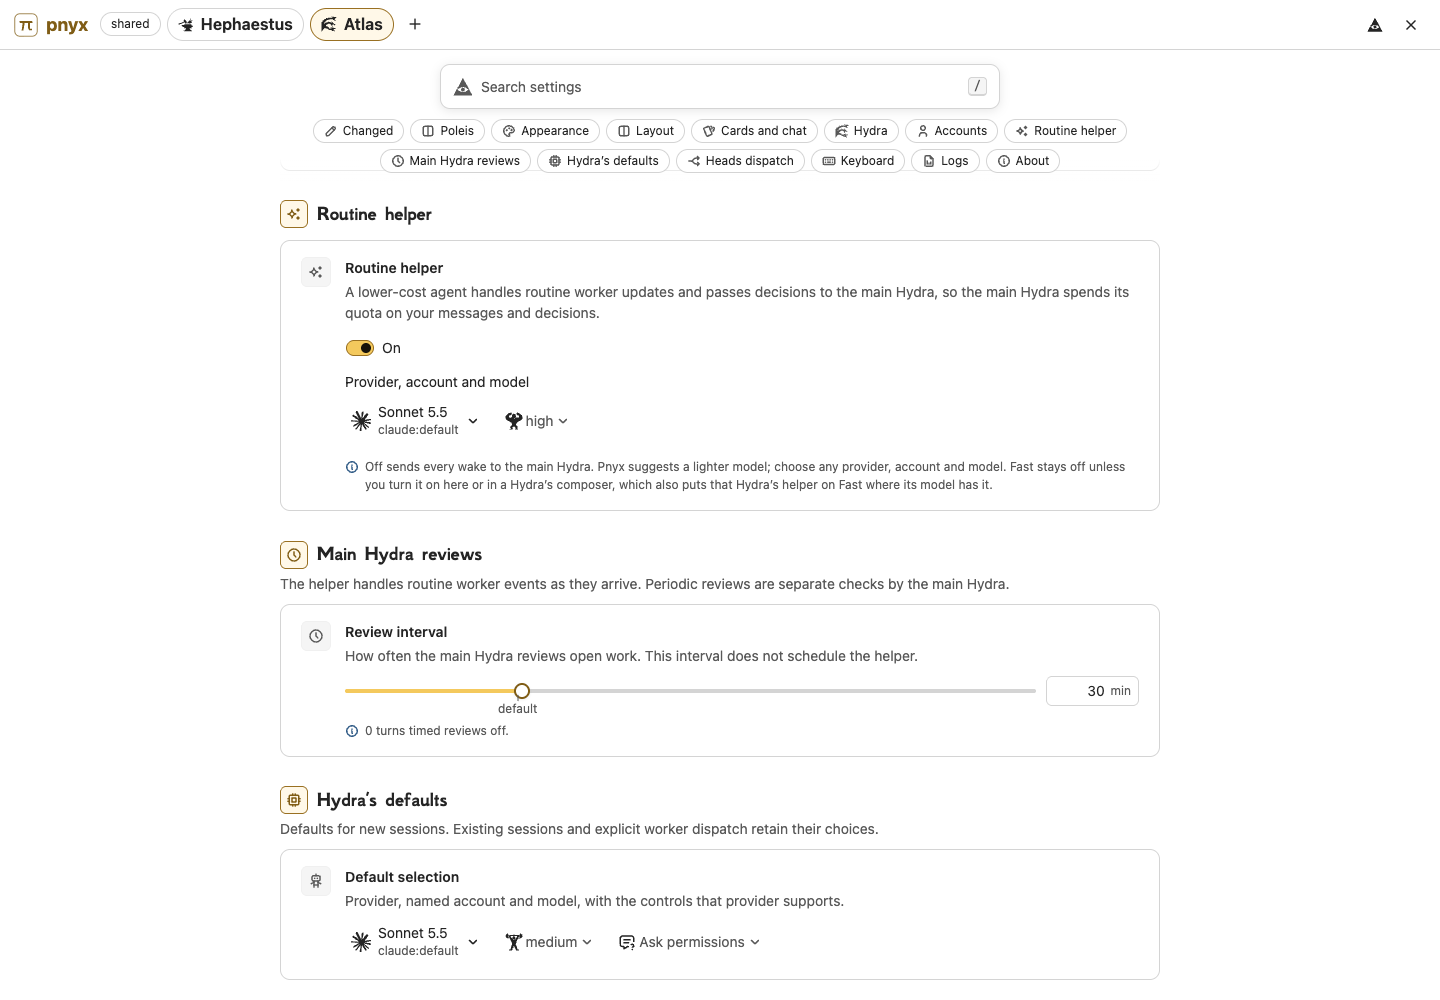 π pnyx shared Hephaestus Atlas +
Search settings /
Changed Poleis Appearance Layout Cards and chat Hydra Accounts Routine helper
Main Hydra reviews Hydra's defaults Heads dispatch Keyboard Logs About
Routine helper
Routine helper
A lower-cost agent handles routine worker updates and passes decisions to the main Hydra, so the main Hydra spends its
quota on your messages and decisions.
On
Provider, account and model
Sonnet 5.5
claude:default
high
Off sends every wake to the main Hydra. Pnyx suggests a lighter model; choose any provider, account and model. Fast stays off unless
you turn it on here or in a Hydra's composer, which also puts that Hydra's helper on Fast where its model has it.
Main Hydra reviews
The helper handles routine worker events as they arrive. Periodic reviews are separate checks by the main Hydra.
Review interval
How often the main Hydra reviews open work. This interval does not schedule the helper.
30 min
default
0 turns timed reviews off.
Hydra's defaults
Defaults for new sessions. Existing sessions and explicit worker dispatch retain their choices.
Default selection
Provider, named account and model, with the controls that provider supports.
Sonnet 5.5
claude:default
medium
Ask permissions